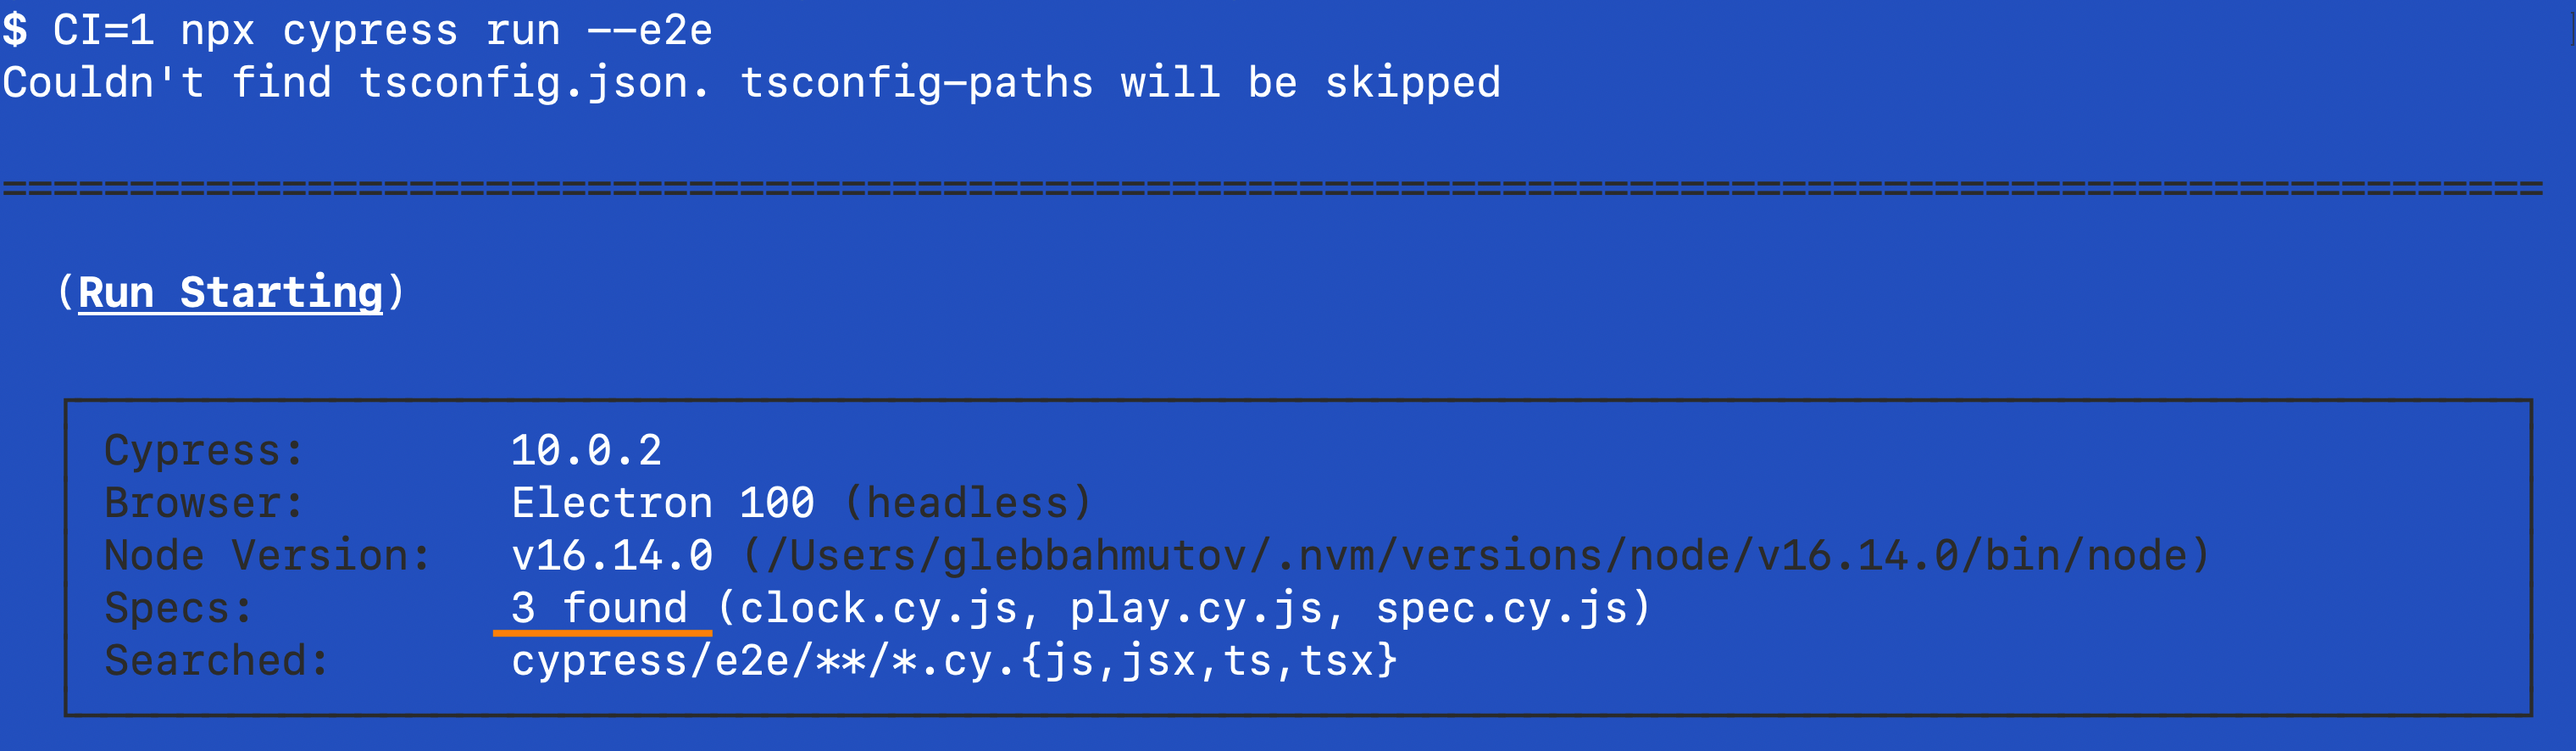 $ CI=1 npx cypress run --e2e
Couldn't find tsconfig.json. tsconfig-paths will be skipped
====================================================================================================
(Run Starting)
Cypress: 10.0.2
Browser: Electron 100 (headless)
Node Version: v16.14.0 (/Users/glebbahmutov/.nvm/versions/node/v16.14.0/bin/node)
Specs: 3 found (clock.cy.js, play.cy.js, spec.cy.js)
Searched: cypress/e2e/**/*.cy.{js,jsx,ts,tsx}